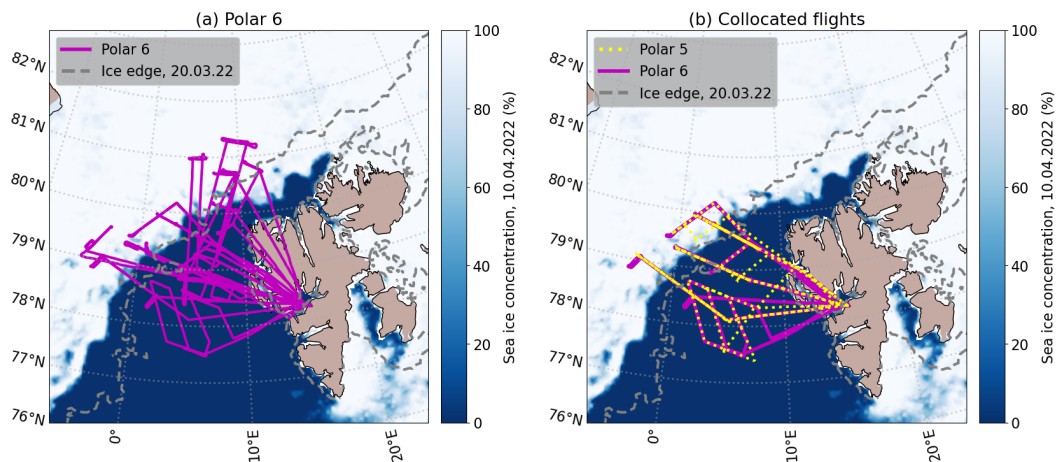 (a) Polar 6
Polar 6
Ice edge, 20.03.22
82°N
81°N
80°N
79°N
78°N
77°N
76°N
0°
10°E
20°E
100
80
60
40
20
0
Sea ice concentration, 10.04.2022 (%)
(b) Collocated flights
Polar 5
Polar 6
Ice edge, 20.03.22
82°N
81°N
80°N
79°N
78°N
77°N
76°N
0°
10°E
20°E
100
80
60
40
20
0
Sea ice concentration, 10.04.2022 (%)